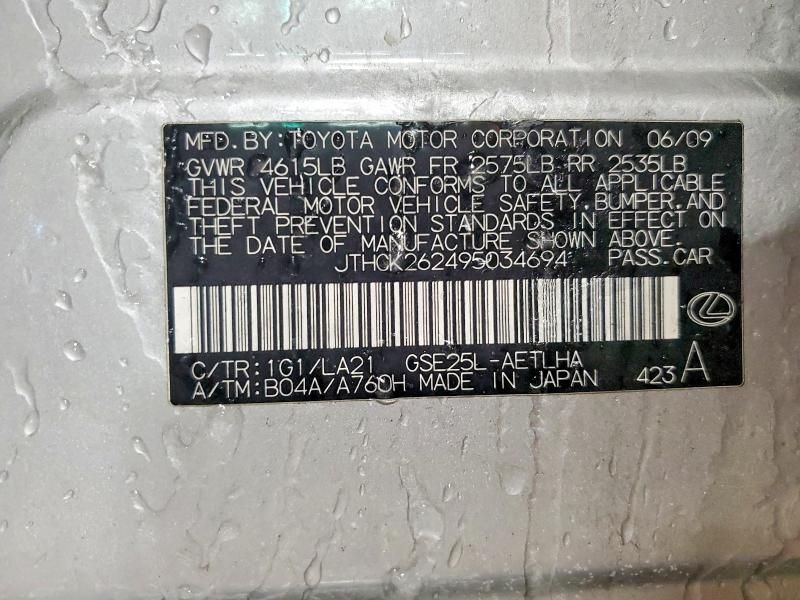 MFD.BY:TOYOTA MOTOR CORPORATION 06/09
GVWR 4615LB GAWR FR 2575LB RR 2535LB
THIS VEHICLE CONFORMS TO ALL APPLICABLE
FEDERAL MOTOR VEHICLE SAFETY,BUMPER,AND
THEFT PREVENTION STANDARDS IN EFFECT ON
THE DATE OF MANUFACTURE SHOWN ABOVE.
JTHCK262495034694 PASS.CAR
C/TR:1G1/LA21 GSE25L-AETLHA
A/TM:B04A/A760H MADE IN JAPAN 423 A